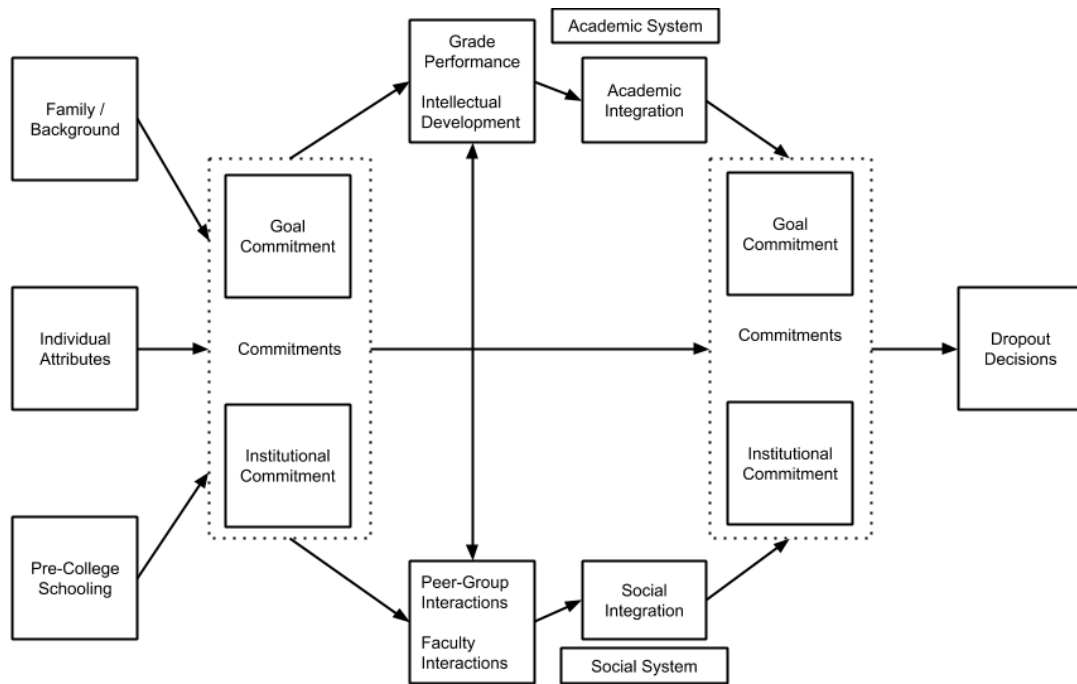 Academic System
Grade
Performance
Intellectual
Development
Academic
Integration
Family /
Background
Goal
Commitment
Goal
Commitment
Individual
Attributes
Commitments
Commitments
Dropout
Decisions
Institutional
Commitment
Institutional
Commitment
Pre-College
Schooling
Peer-Group
Interactions
Faculty
Interactions
Social
Integration
Social System